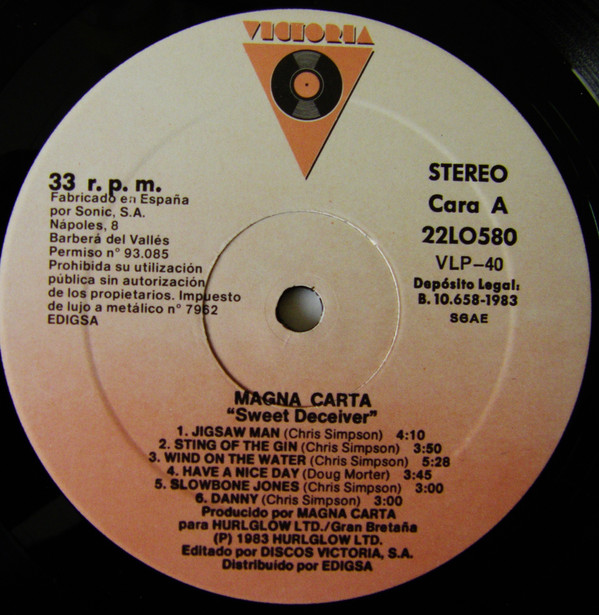 VICTORIA
33 r. p. m.
Fabricado en España
por Sonic, S.A.
Nápoles, 8
Barberá del Vallés
Permiso n° 93.085
Prohibida su utilización
pública sin autorización
de los propietarios. Impuesto
de lujo a metálico n° 7962
EDIGSA
STEREO
Cara A
22LO580
VLP-40
Depósito Legal:
B. 10.658-1983
SGAE
MAGNA CARTA
"Sweet Deceiver"
1. JIGSAW MAN (Chris Simpson) 4:10
2. STING OF THE GIN (Chris Simpson) 3:50
3. WIND ON THE WATER (Chris Simpson) 5:28
4. HAVE A NICE DAY (Doug Morter) 3:45
5. SLOWBONE JONES (Chris Simpson) 3:00
6. DANNY (Chris Simpson) 3:00
Producido por MAGNA CARTA
para HURLGLOW LTD./Gran Bretaña
(P) 1983 HURLGLOW LTD.
Editado por DISCOS VICTORIA, S.A.
Distribuído por EDIGSA